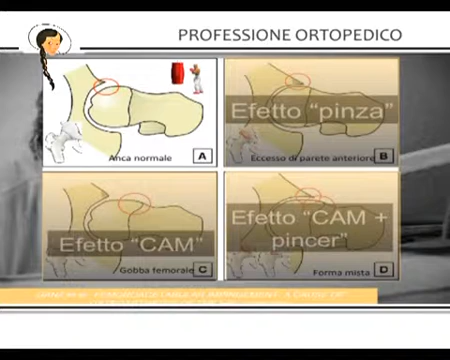 PROFESSIONE ORTOPEDICO
Anca normale A
Efetto “pinza”
Eccesso di parete anteriore B
Efetto “CAM”
Gobba femorale C
Efetto “CAM +
pincer”
Forma mista D